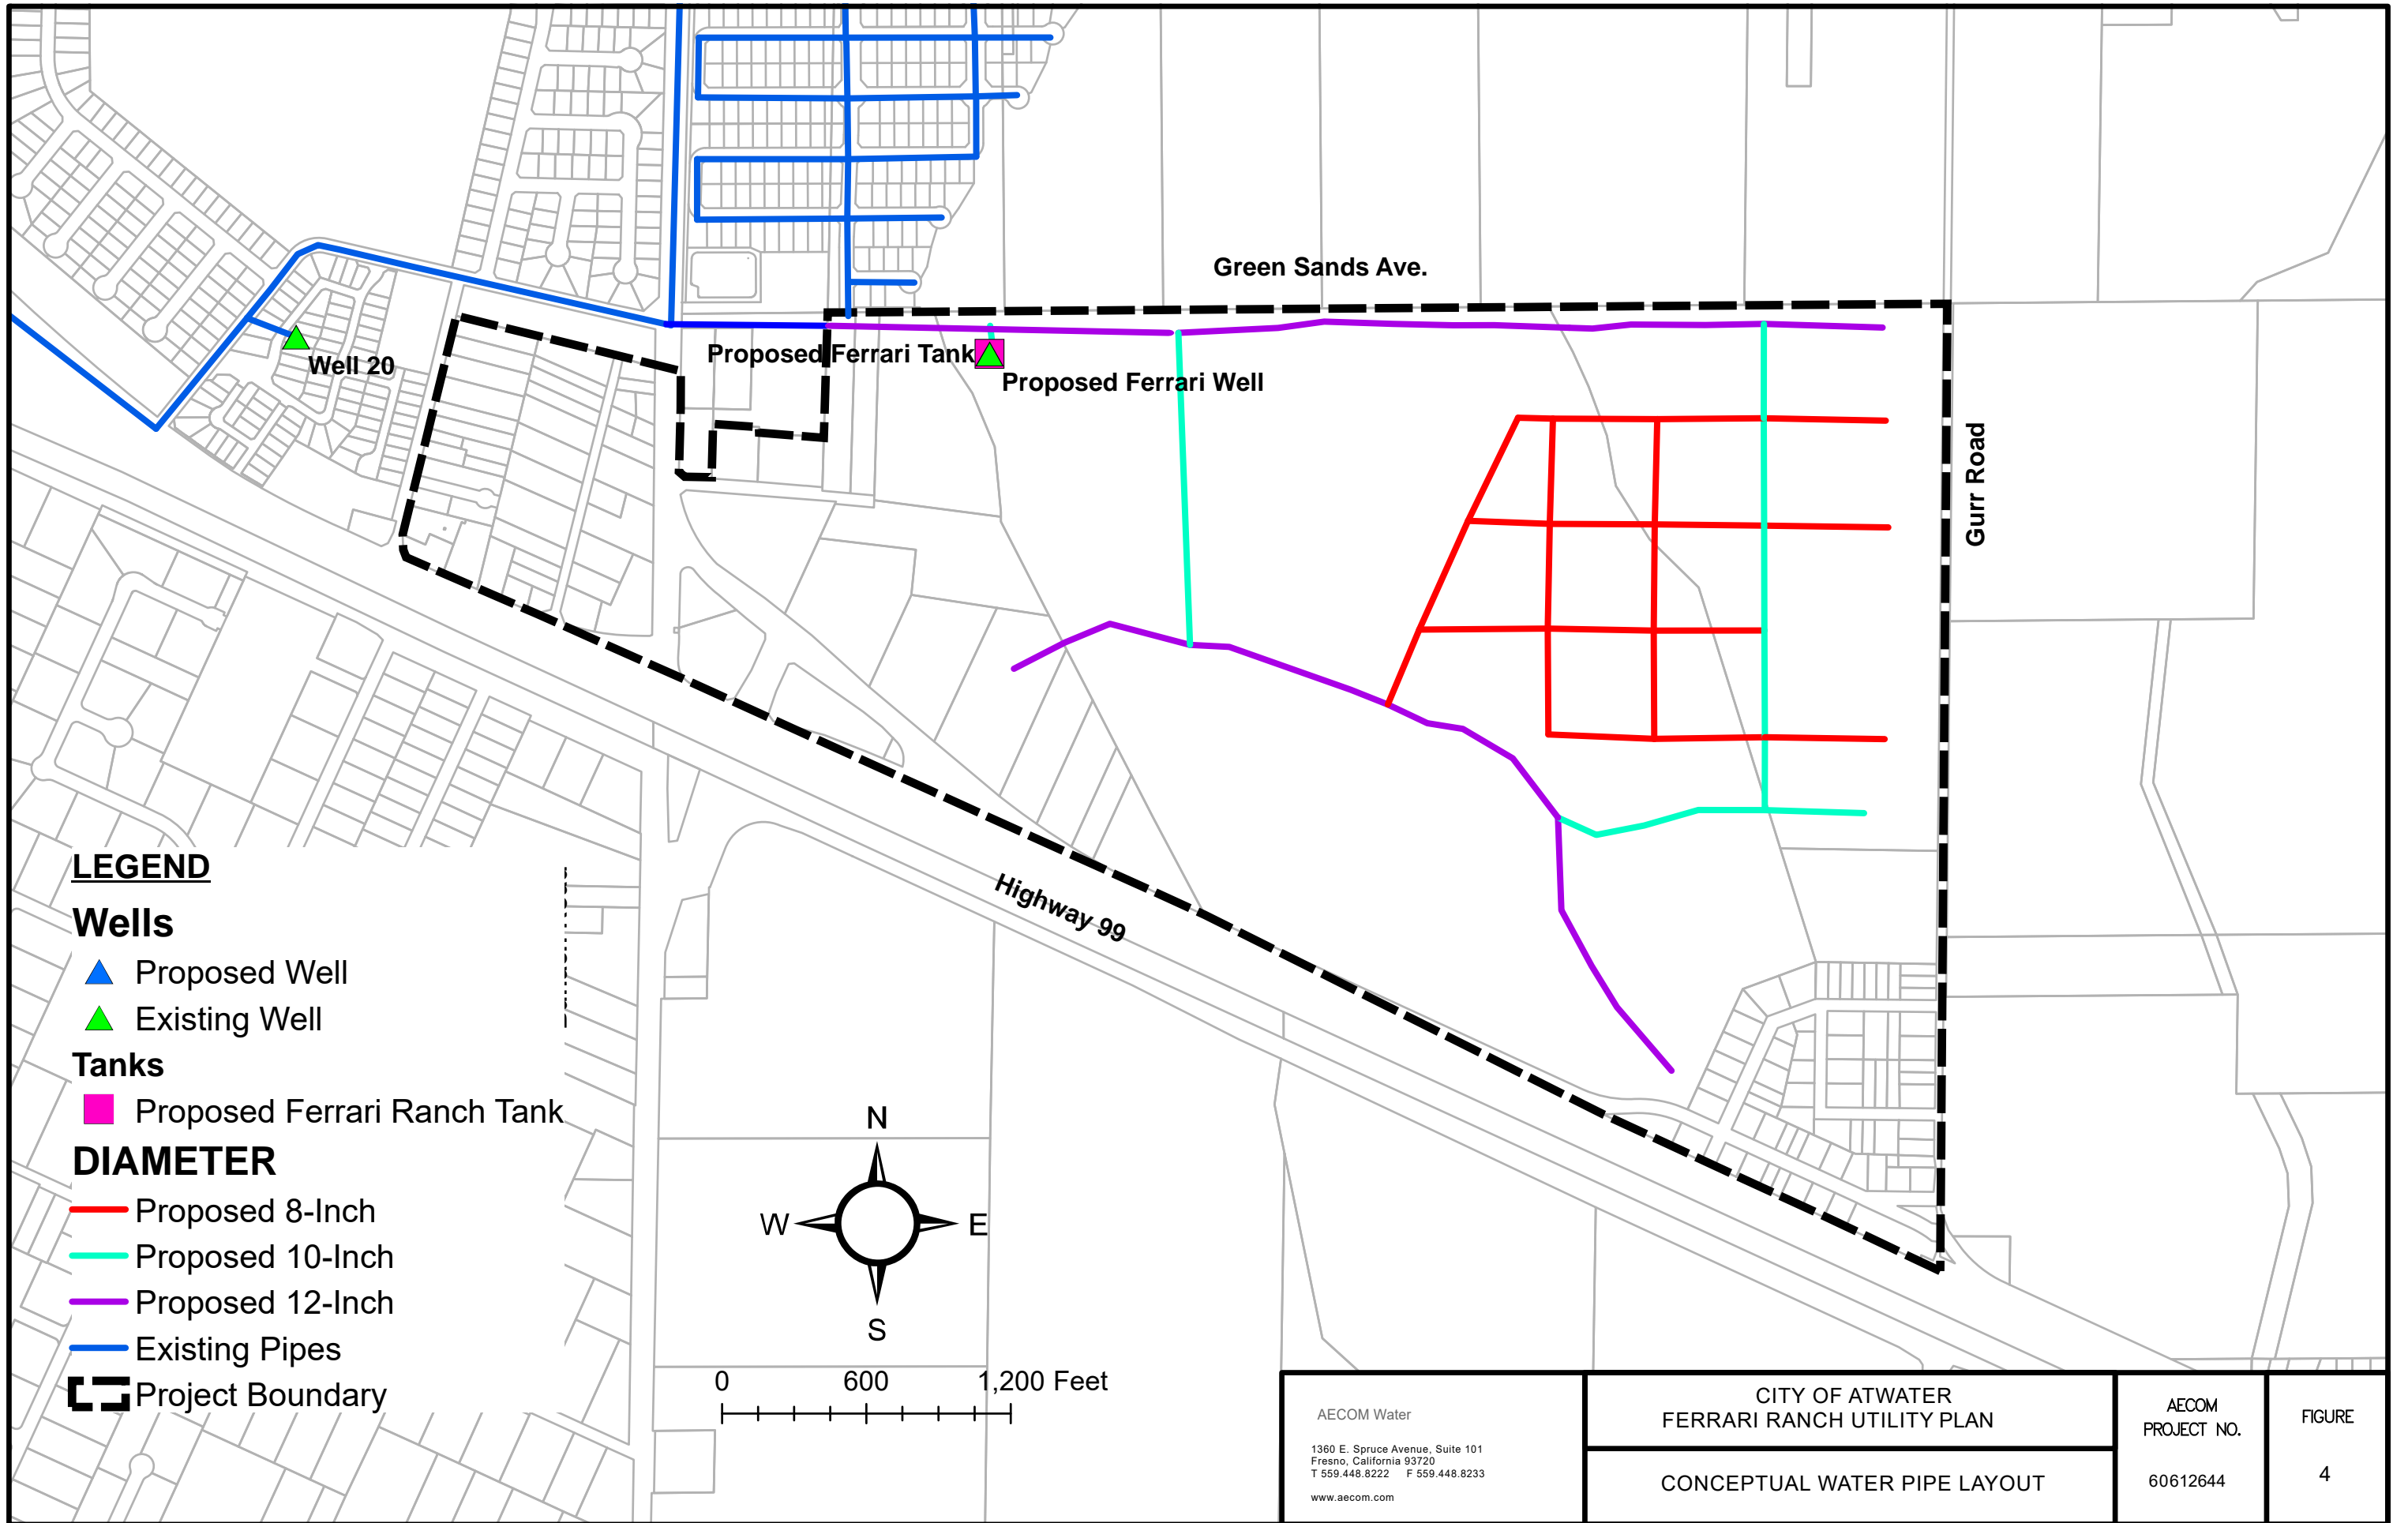 Green Sands Ave.
Proposed Ferrari Tank
Well 20
Proposed Ferrari Well
Gurr Road
Highway 99
LEGEND
Wells
Proposed Well
Existing Well
Tanks
Proposed Ferrari Ranch Tank
DIAMETER
Proposed 8-Inch
Proposed 10-Inch
Proposed 12-Inch
Existing Pipes
Project Boundary
N
W E
S
0 600 1,200 Feet
AECOM Water
1360 E. Spruce Avenue, Suite 101
Fresno, California 93720
T 559.448.8222 F 559.448.8233
www.aecom.com
CITY OF ATWATER
FERRARI RANCH UTILITY PLAN
CONCEPTUAL WATER PIPE LAYOUT
AECOM
PROJECT NO.
60612644
FIGURE
4